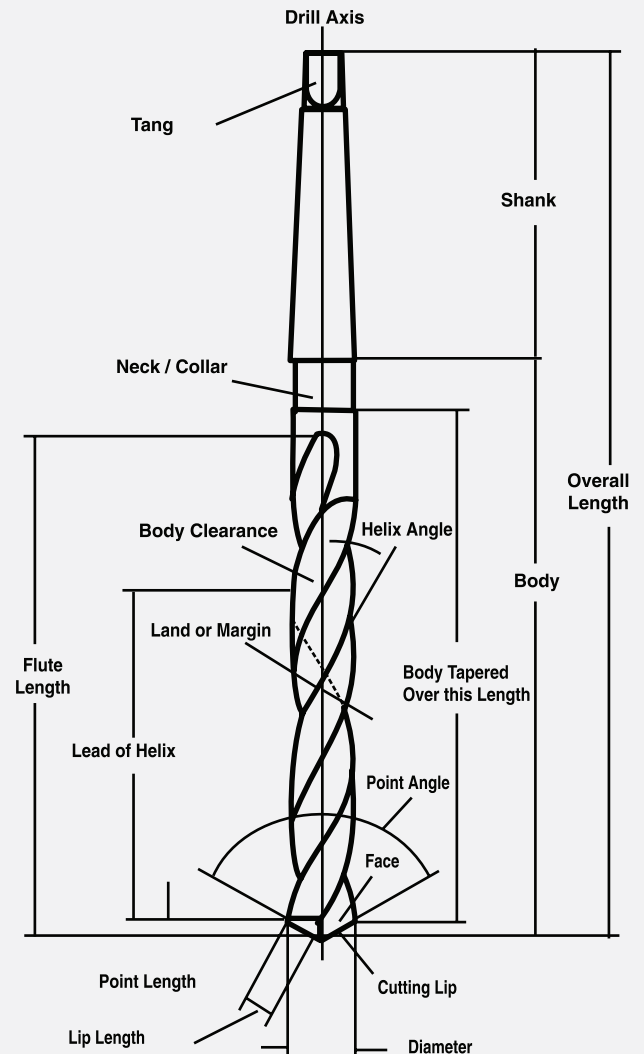 Drill Axis
Tang
Shank
Neck / Collar
Overall
Length
Body Clearance
Helix Angle
Body
Land or Margin
Flute
Length
Body Tapered
Over this Length
Lead of Helix
Point Angle
Face
Point Length
Cutting Lip
Lip Length
Diameter